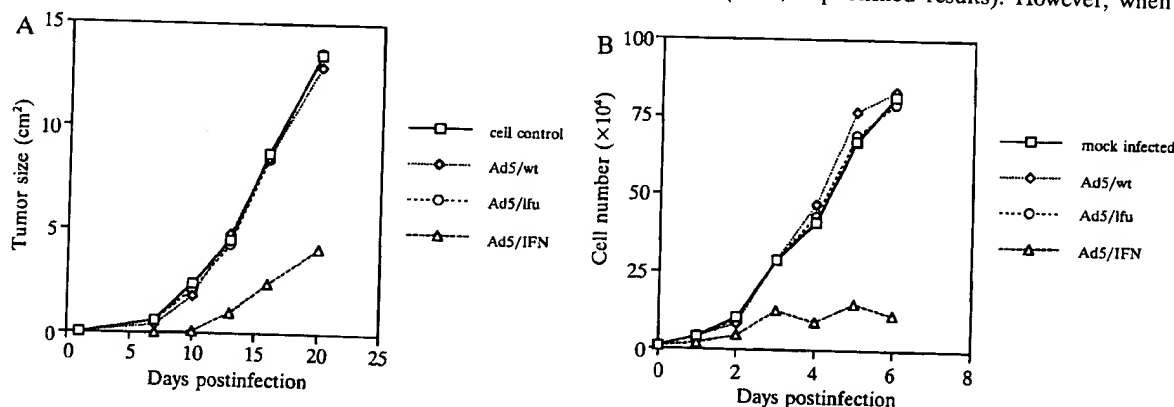 results). However, when
A
15
10
5
0
Tumor size (cm²)
0 5 10 15 20 25
Days postinfection
cell control
Ad5/wt
Ad5/lfu
Ad5/IFN
B
100
75
50
25
0
Cell number (×10⁴)
0 2 4 6 8
Days postinfection
mock infected
Ad5/wt
Ad5/lfu
Ad5/IFN